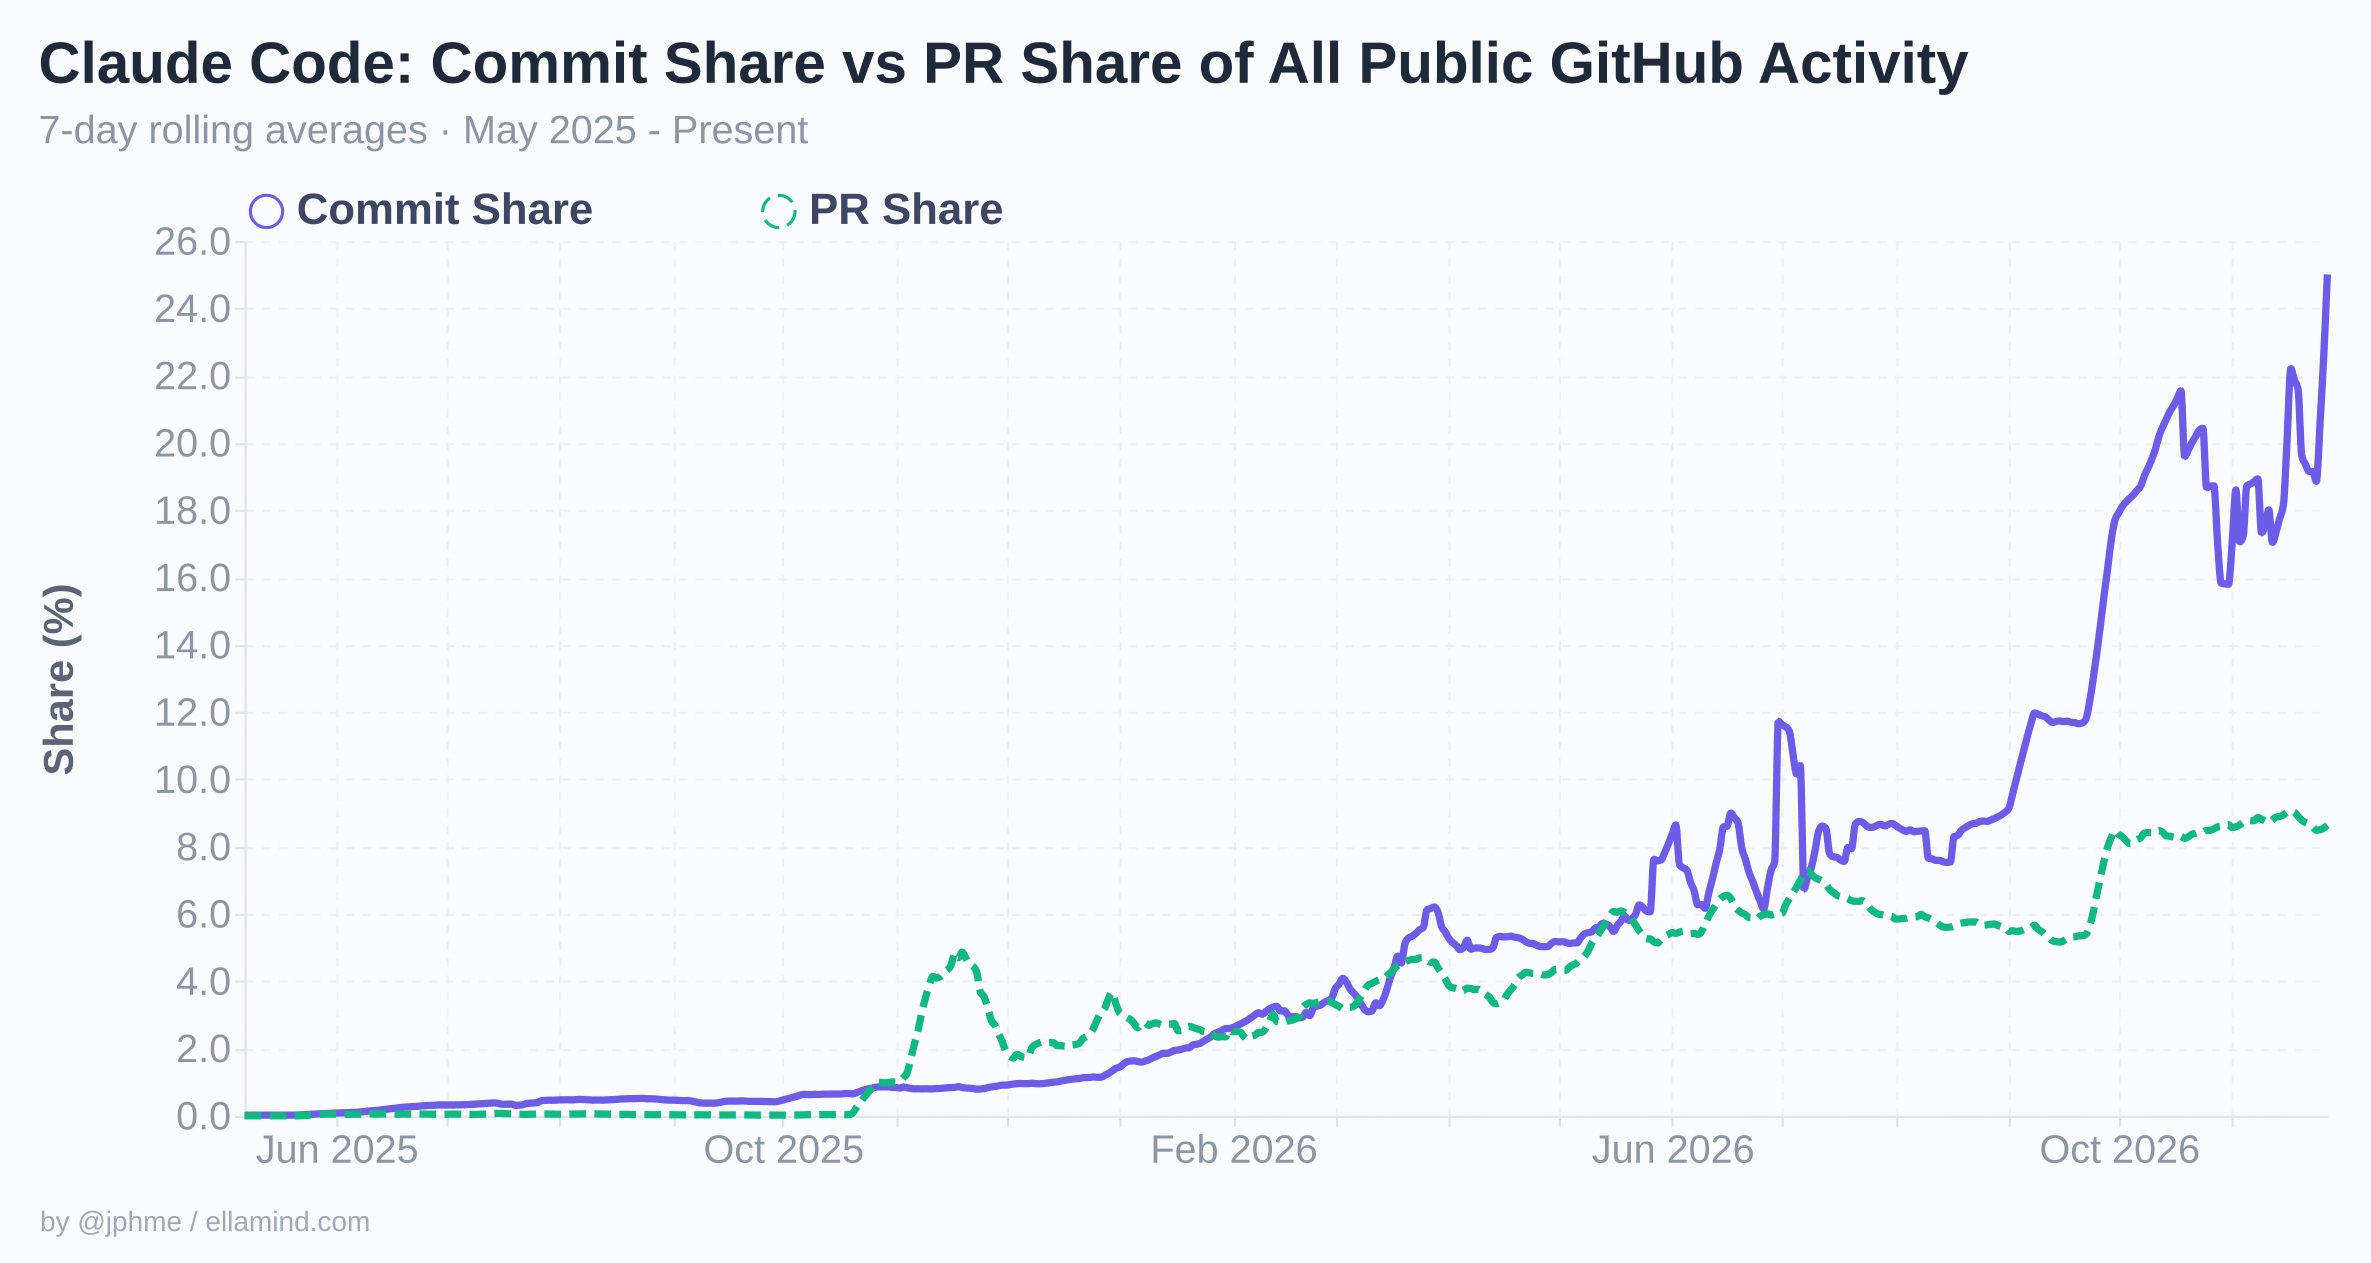 Claude Code: Commit Share vs PR Share of All Public GitHub Activity
7-day rolling averages · May 2025 - Present
Commit Share
PR Share
26.0
24.0
22.0
20.0
18.0
16.0
14.0
12.0
10.0
8.0
6.0
4.0
2.0
0.0
Share (%)
Jun 2025
Oct 2025
Feb 2026
Jun 2026
Oct 2026
by @jphme / ellamind.com